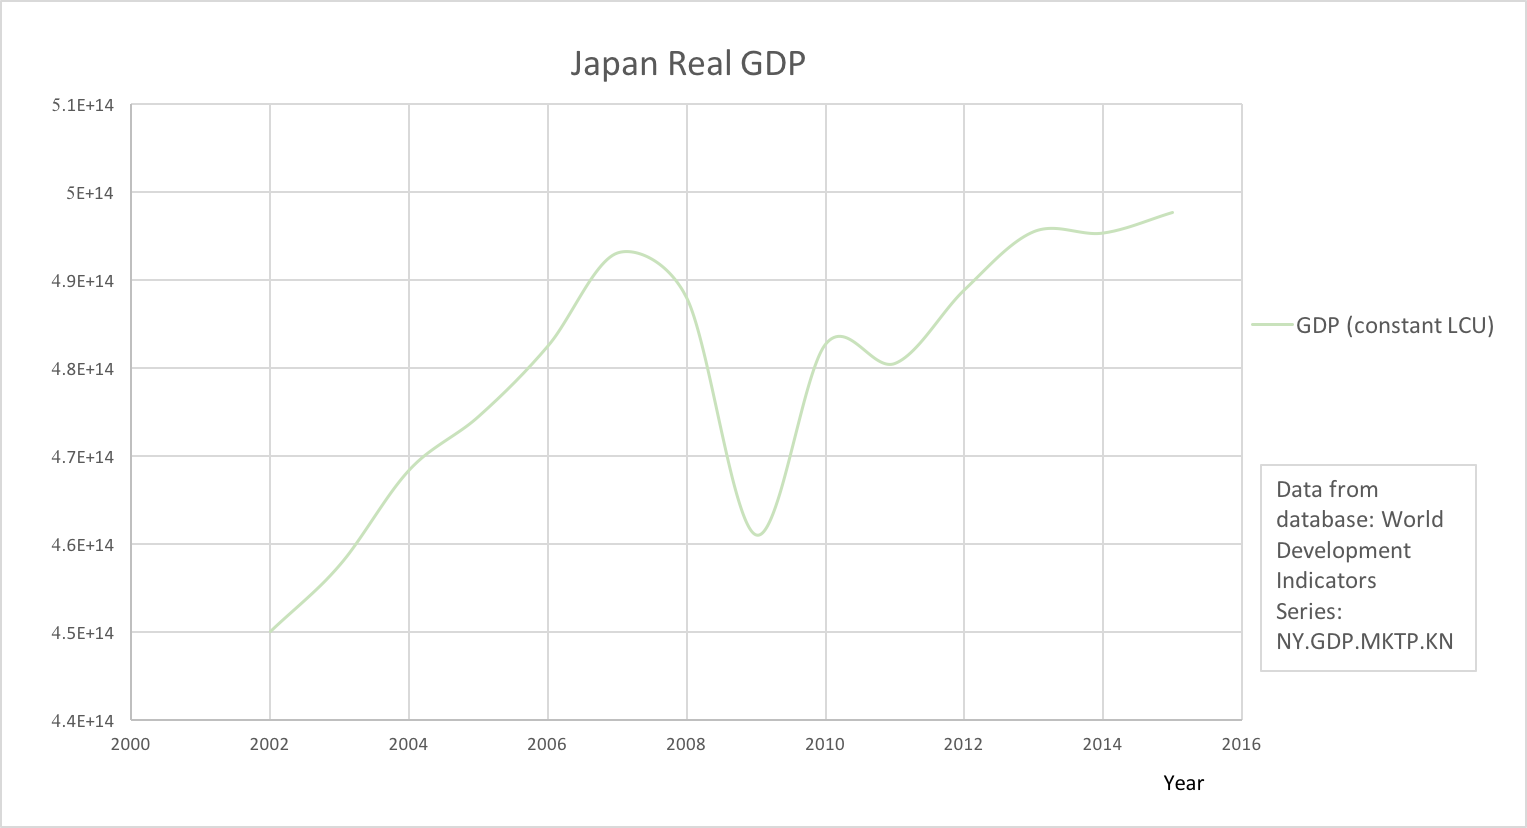 Japan Real GDP
5.1E+14
5E+14
4.9E+14
4.8E+14
4.7E+14
4.6E+14
4.5E+14
4.4E+14
2000 2002 2004 2006 2008 2010 2012 2014 2016
Year
GDP (constant LCU)
Data from
database: World
Development
Indicators
Series:
NY.GDP.MKTP.KN